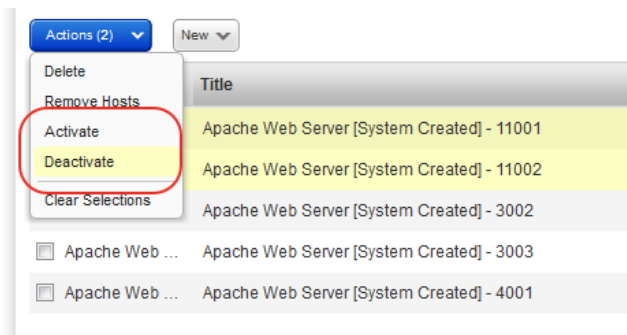 Actions (2) New
Delete
Title
Remove Hosts
Activate
Apache Web Server [System Created] - 11001
Deactivate
Apache Web Server [System Created] - 11002
Clear Selections
Apache Web Server [System Created] - 3002
Apache Web ... Apache Web Server [System Created] - 3003
Apache Web ... Apache Web Server [System Created] - 4001